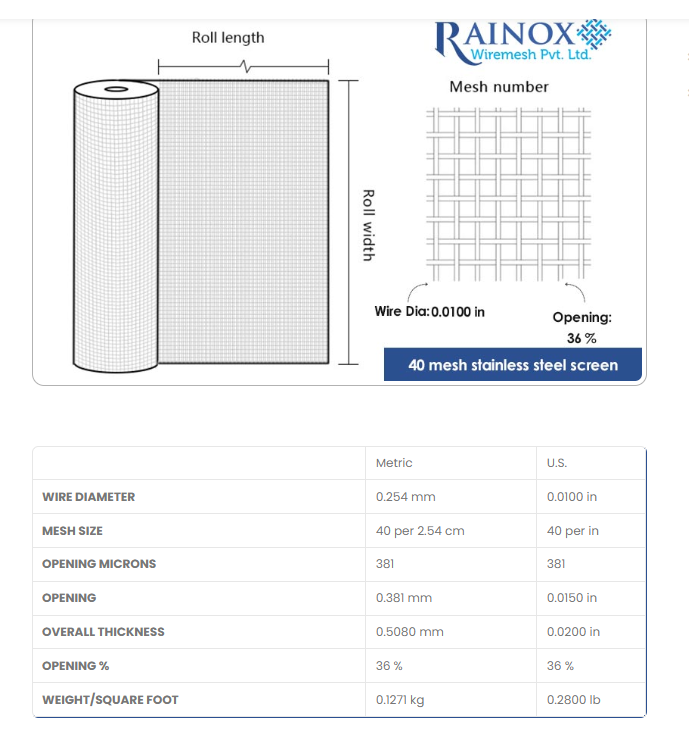 Roll length
RAINOX
Wiremesh Pvt. Ltd.
Mesh number
Roll width
Wire Dia:0.0100 in
Opening:
36 %
40 mesh stainless steel screen
Metric U.S.
WIRE DIAMETER 0.254 mm 0.0100 in
MESH SIZE 40 per 2.54 cm 40 per in
OPENING MICRONS 381 381
OPENING 0.381 mm 0.0150 in
OVERALL THICKNESS 0.5080 mm 0.0200 in
OPENING % 36 % 36 %
WEIGHT/SQUARE FOOT 0.1271 kg 0.2800 lb